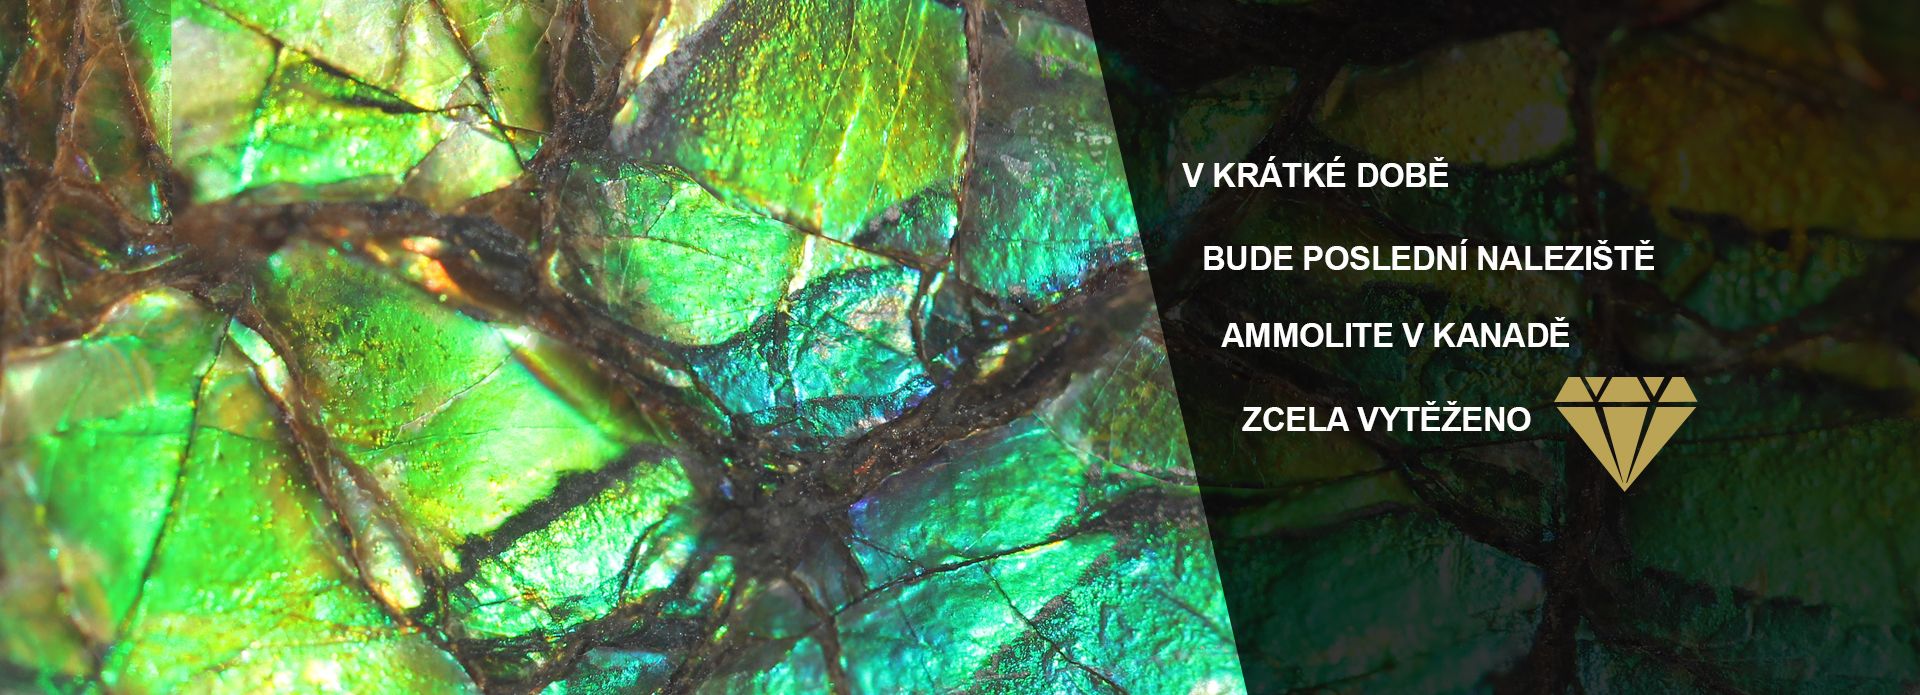 V KRÁTKÉ DOBĚ
BUDE POSLEDNÍ NALEZIŠTĚ
AMMOLITE V KANADĚ
ZCELA VYTĚŽENO